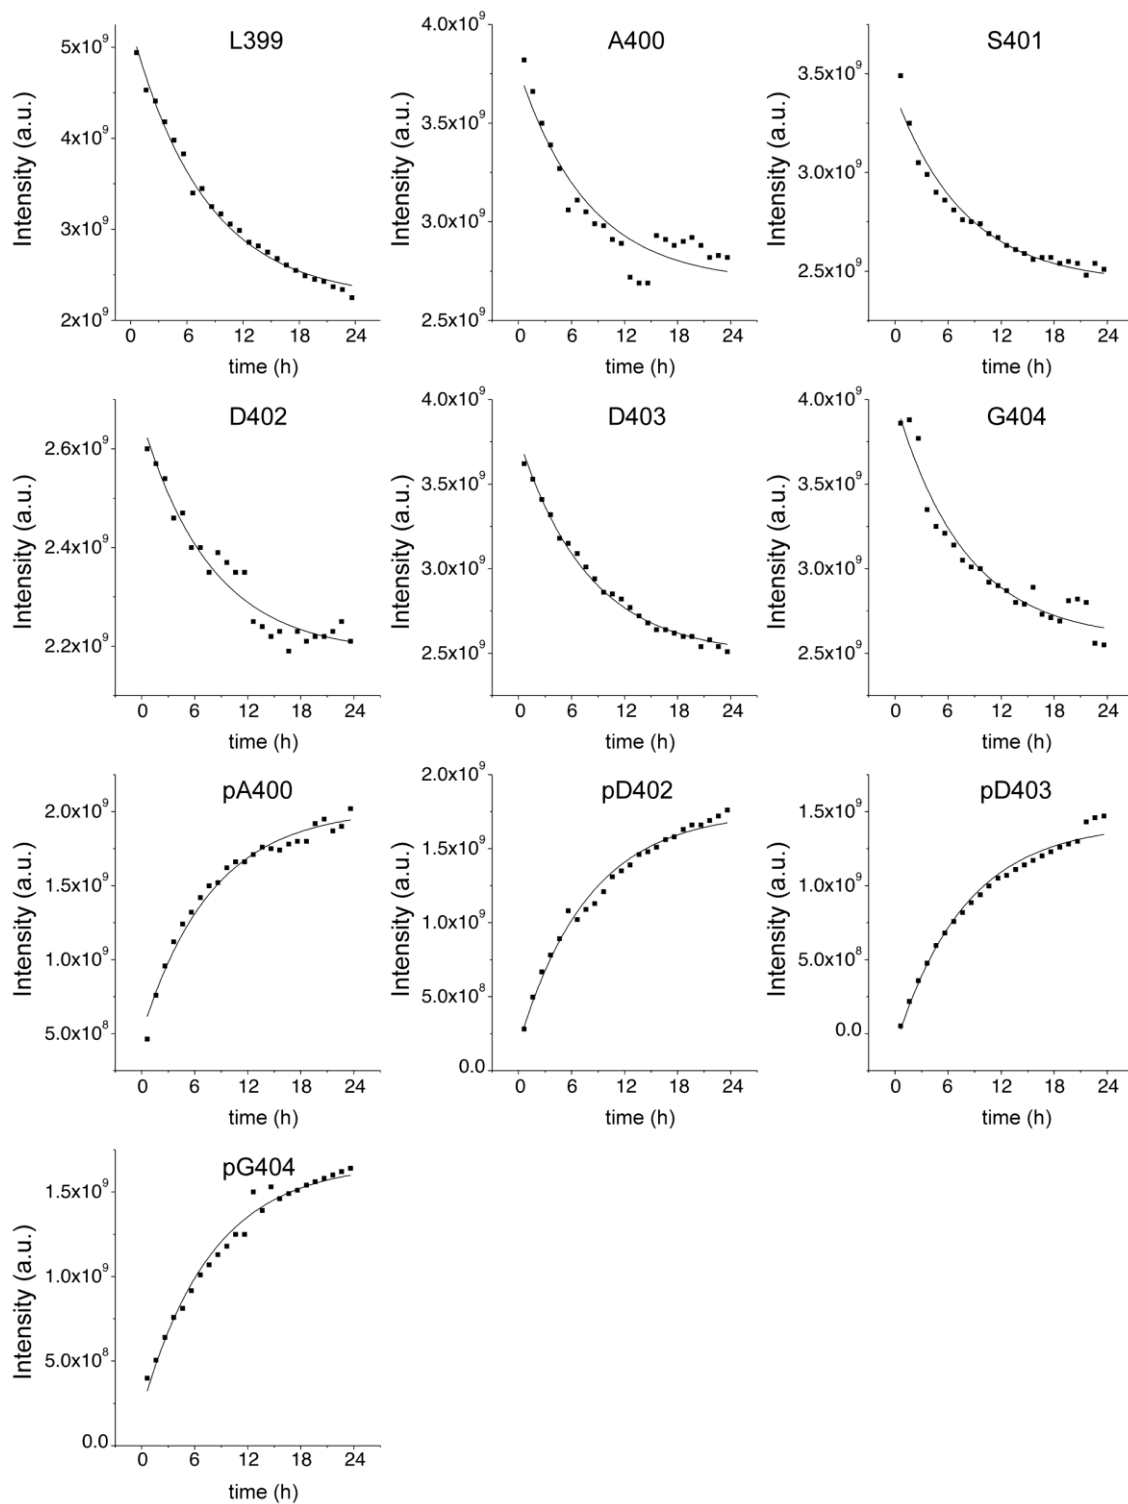 L399
Intensity (a.u.)
5x10⁹
4x10⁹
3x10⁹
2x10⁹
0 6 12 18 24
time (h)
A400
Intensity (a.u.)
4.0x10⁹
3.5x10⁹
3.0x10⁹
2.5x10⁹
0 6 12 18 24
time (h)
S401
Intensity (a.u.)
3.5x10⁹
3.0x10⁹
2.5x10⁹
0 6 12 18 24
time (h)
D402
Intensity (a.u.)
2.6x10⁹
2.4x10⁹
2.2x10⁹
0 6 12 18 24
time (h)
D403
Intensity (a.u.)
4.0x10⁹
3.5x10⁹
3.0x10⁹
2.5x10⁹
0 6 12 18 24
time (h)
G404
Intensity (a.u.)
4.0x10⁹
3.5x10⁹
3.0x10⁹
2.5x10⁹
0 6 12 18 24
time (h)
pA400
Intensity (a.u.)
2.0x10⁹
1.5x10⁹
1.0x10⁹
5.0x10⁸
0 6 12 18 24
time (h)
pD402
Intensity (a.u.)
2.0x10⁹
1.5x10⁹
1.0x10⁹
5.0x10⁸
0.0
0 6 12 18 24
time (h)
pD403
Intensity (a.u.)
1.5x10⁹
1.0x10⁹
5.0x10⁸
0.0
0 6 12 18 24
time (h)
pG404
Intensity (a.u.)
1.5x10⁹
1.0x10⁹
5.0x10⁸
0.0
0 6 12 18 24
time (h)